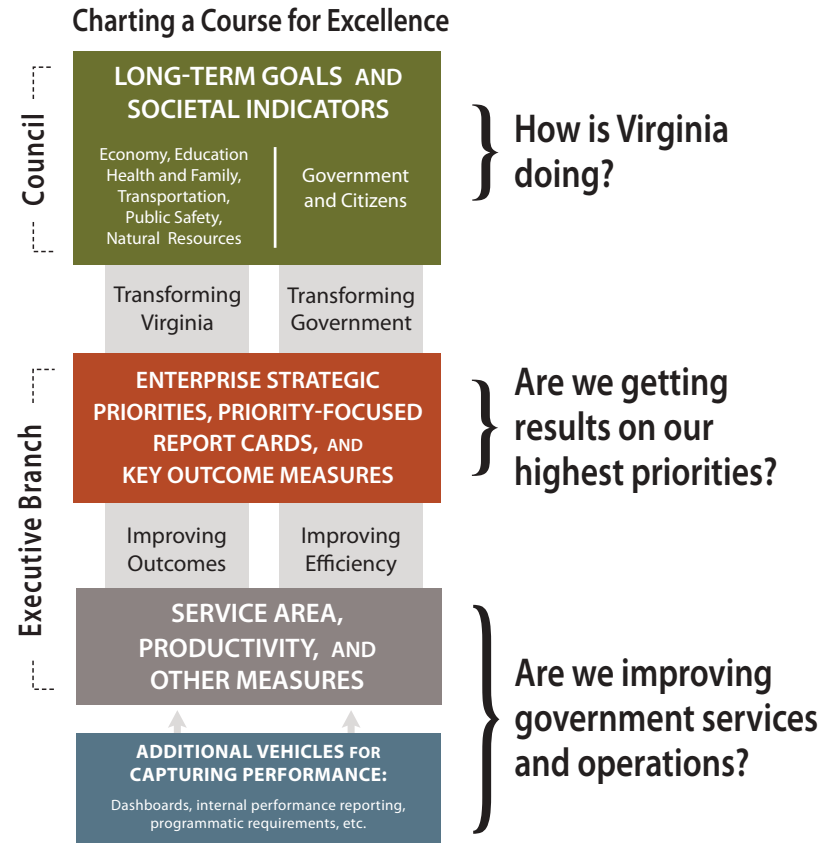 Charting a Course for Excellence
Council
LONG-TERM GOALS AND
SOCIETAL INDICATORS
Economy, Education
Health and Family,
Transportation,
Public Safety,
Natural Resources
Government
and Citizens
How is Virginia
doing?
Transforming
Virginia
Transforming
Government
Executive Branch
ENTERPRISE STRATEGIC
PRIORITIES, PRIORITY-FOCUSED
REPORT CARDS, AND
KEY OUTCOME MEASURES
Are we getting
results on our
highest priorities?
Improving
Outcomes
Improving
Efficiency
SERVICE AREA,
PRODUCTIVITY, AND
OTHER MEASURES
Are we improving
government services
and operations?
ADDITIONAL VEHICLES FOR
CAPTURING PERFORMANCE:
Dashboards, internal performance reporting,
programmatic requirements, etc.